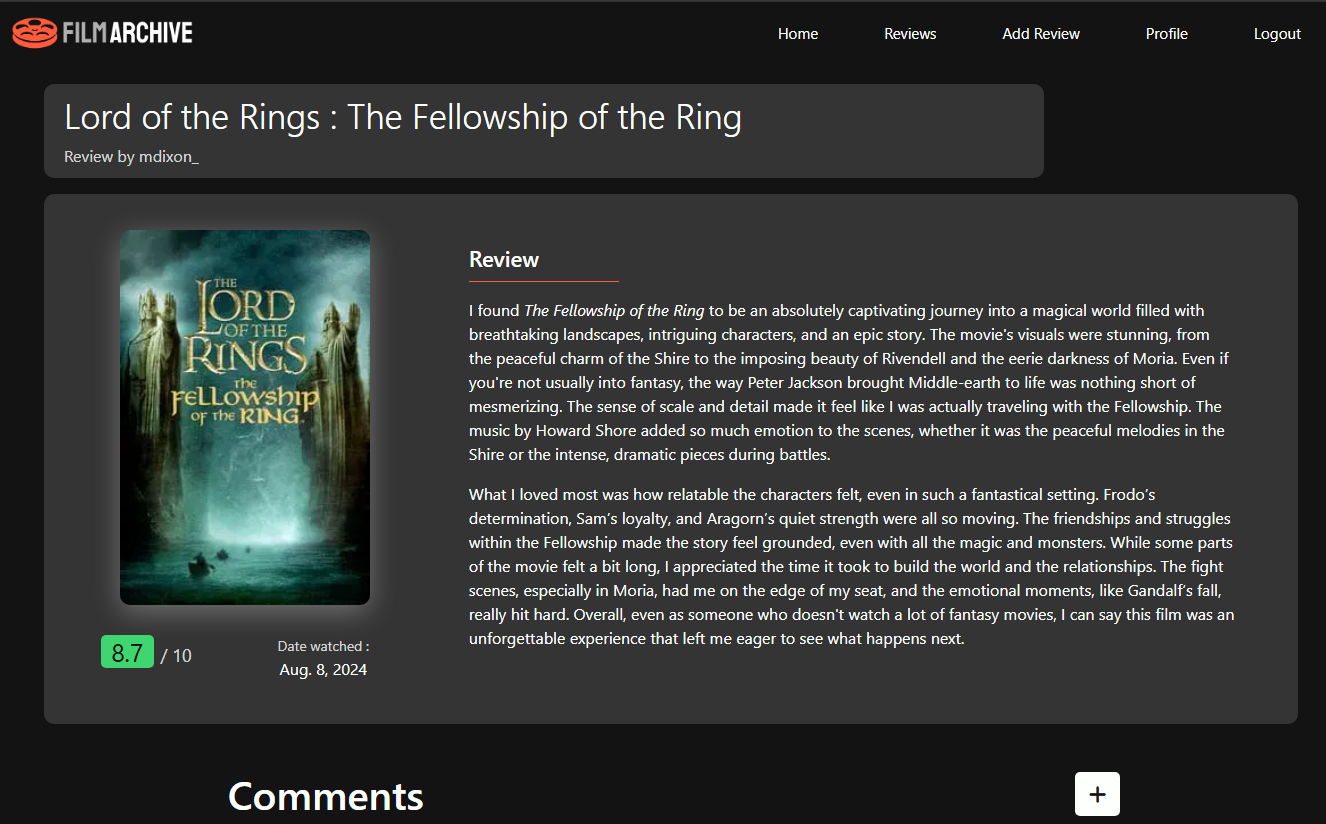 FILM ARCHIVE
Home
Reviews
Add Review
Profile
Logout
Lord of the Rings : The Fellowship of the Ring
Review by mdixon_
THE
LORD
OF THE
RINGS
THE
FELLOWSHIP
OF THE RING
8.7 / 10
Date watched :
Aug. 8, 2024
Review
I found The Fellowship of the Ring to be an absolutely captivating journey into a magical world filled with
breathtaking landscapes, intriguing characters, and an epic story. The movie's visuals were stunning, from
the peaceful charm of the Shire to the imposing beauty of Rivendell and the eerie darkness of Moria. Even if
you're not usually into fantasy, the way Peter Jackson brought Middle-earth to life was nothing short of
mesmerizing. The sense of scale and detail made it feel like I was actually traveling with the Fellowship. The
music by Howard Shore added so much emotion to the scenes, whether it was the peaceful melodies in the
Shire or the intense, dramatic pieces during battles.
What I loved most was how relatable the characters felt, even in such a fantastical setting. Frodo’s
determination, Sam’s loyalty, and Aragorn’s quiet strength were all so moving. The friendships and struggles
within the Fellowship made the story feel grounded, even with all the magic and monsters. While some parts
of the movie felt a bit long, I appreciated the time it took to build the world and the relationships. The fight
scenes, especially in Moria, had me on the edge of my seat, and the emotional moments, like Gandalf’s fall,
really hit hard. Overall, even as someone who doesn't watch a lot of fantasy movies, I can say this film was an
unforgettable experience that left me eager to see what happens next.
Comments
+